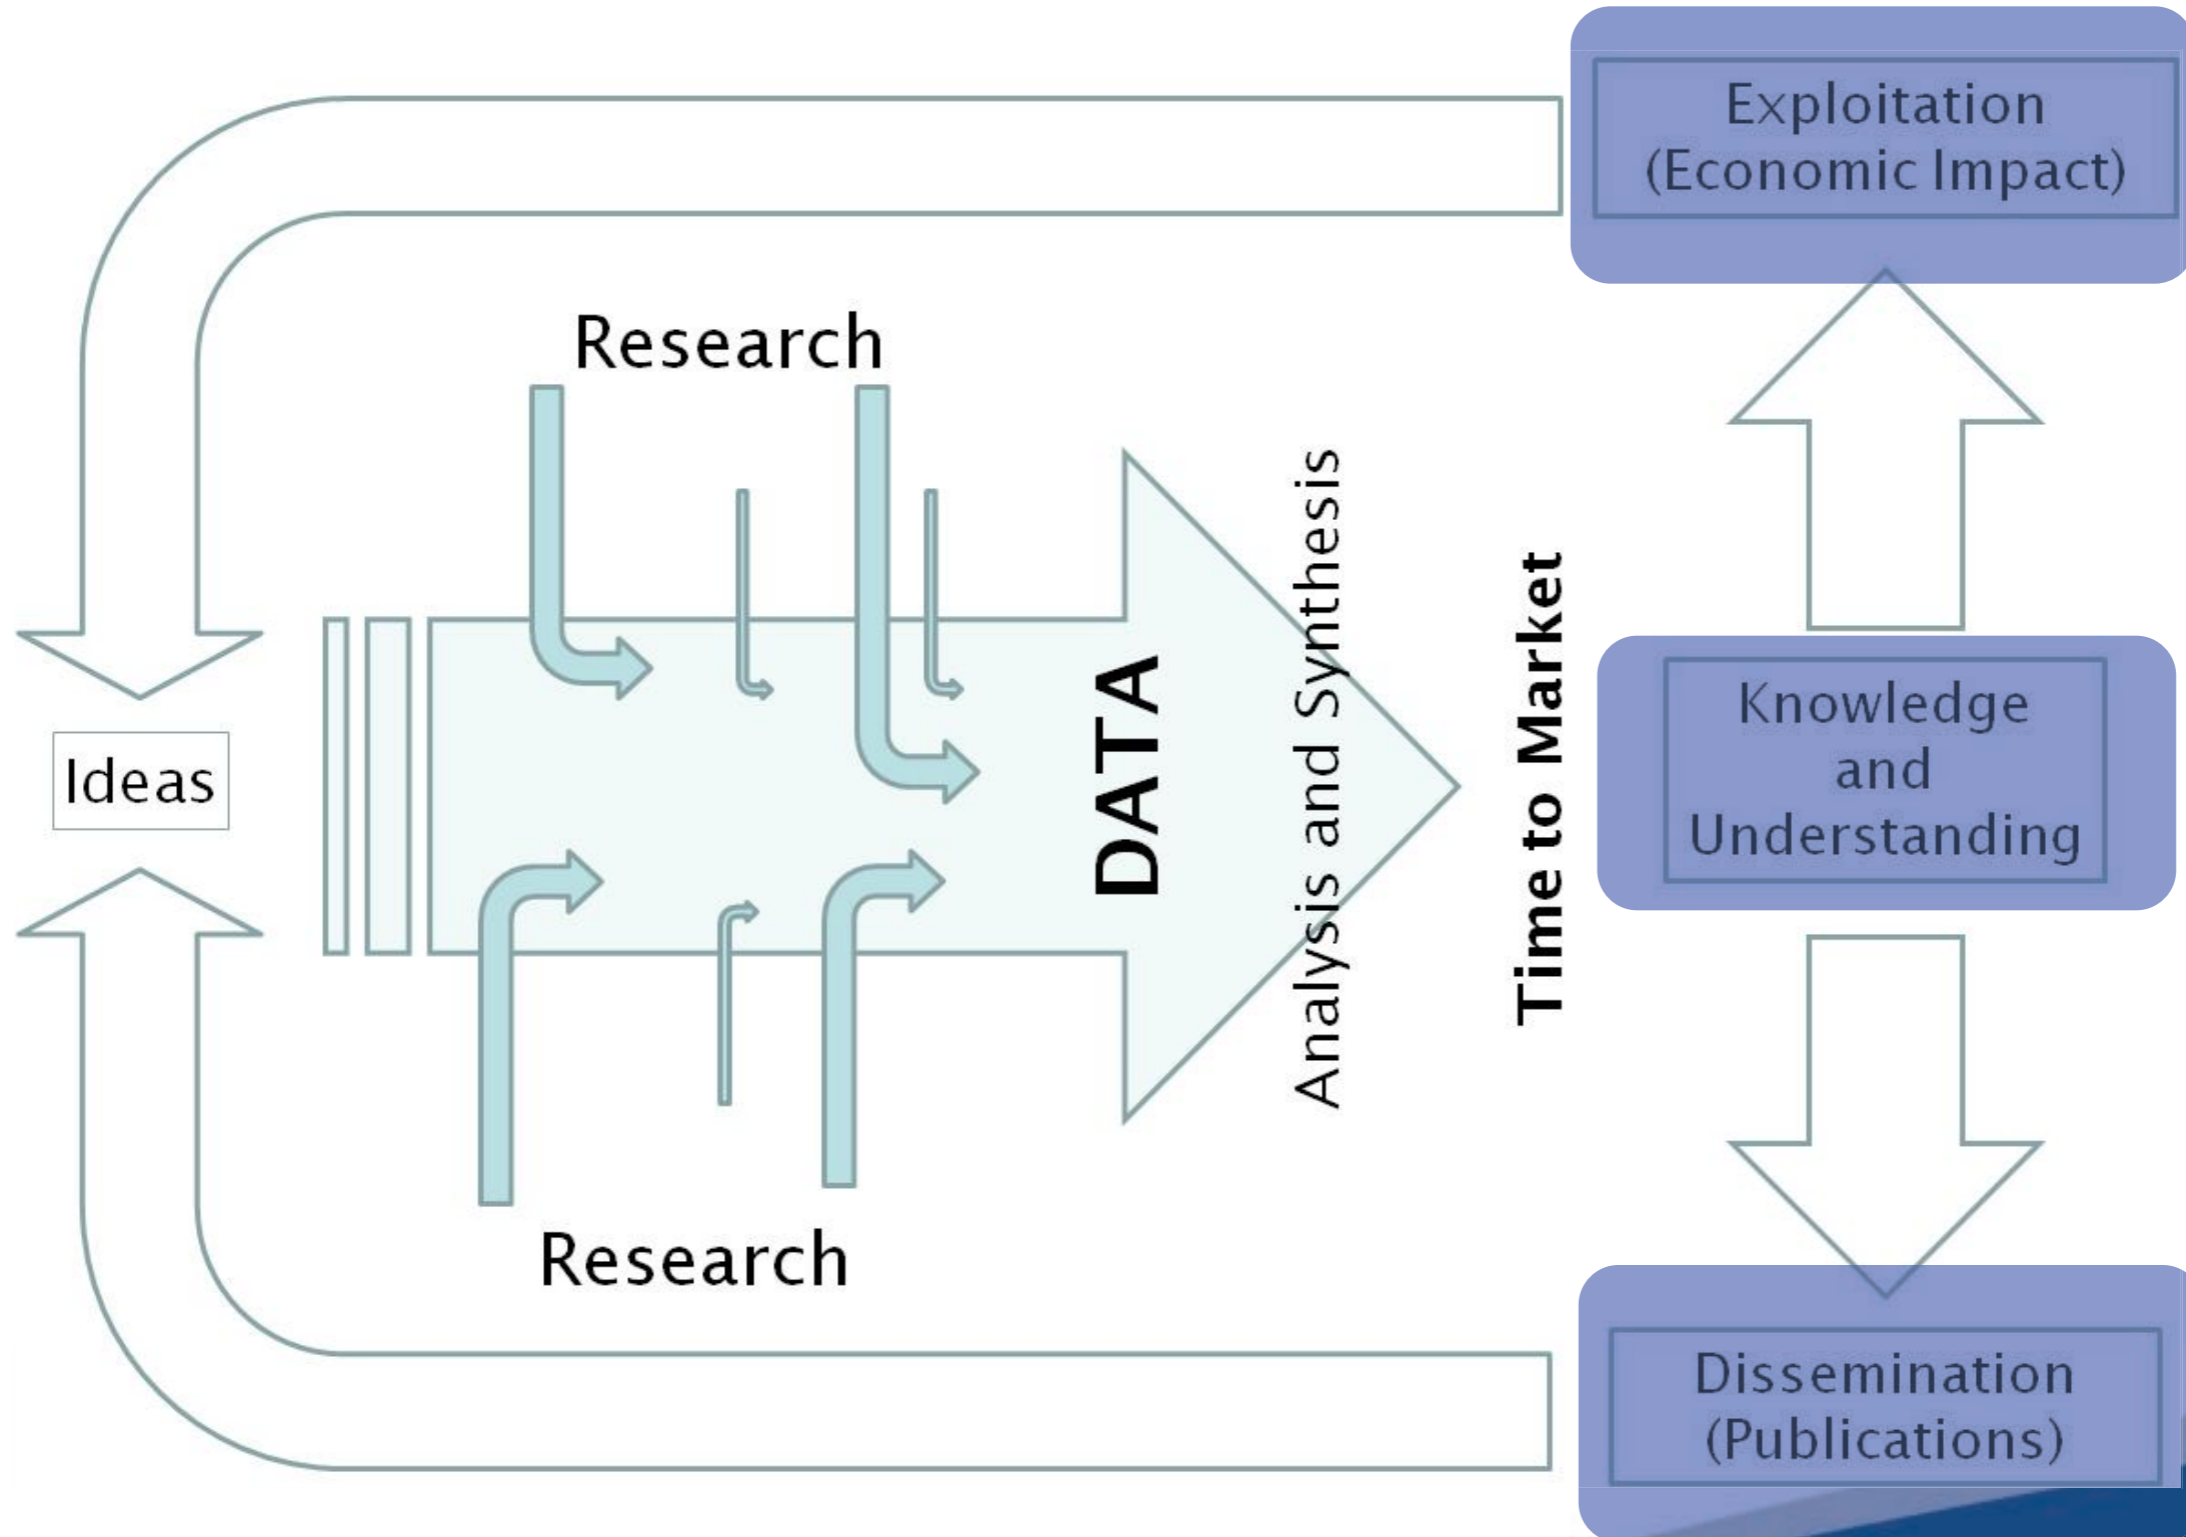 Exploitation
(Economic Impact)
Research
Ideas
DATA
Analysis and Synthesis
Time to Market
Knowledge
and
Understanding
Research
Dissemination
(Publications)